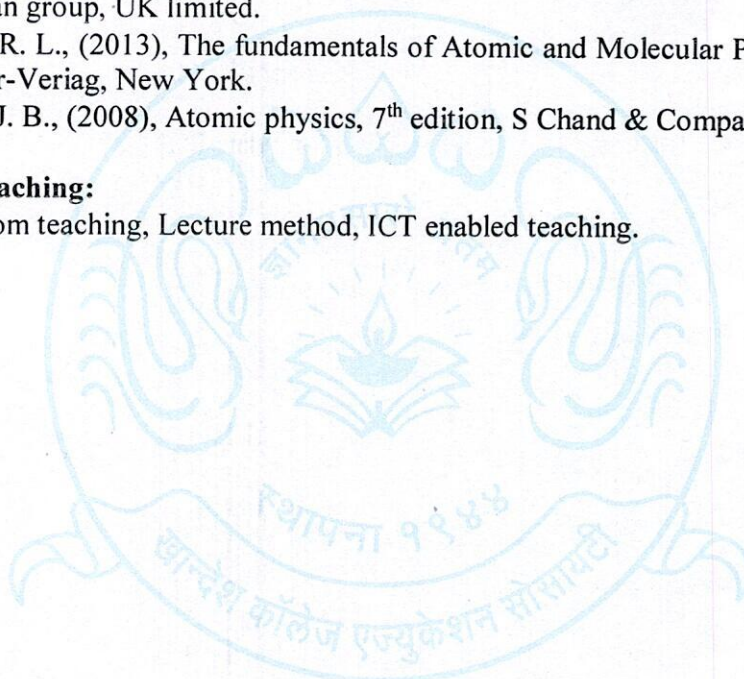 an group, UK limited.
R. L., (2013), The fundamentals of Atomic and Molecular P
r-Veriag, New York.
J. B., (2008), Atomic physics, 7th edition, S Chand & Compa
aching:
om teaching, Lecture method, ICT enabled teaching.
स्थापना १९४४
खान्देश कॉलेज एज्युकेशन सोसायटी